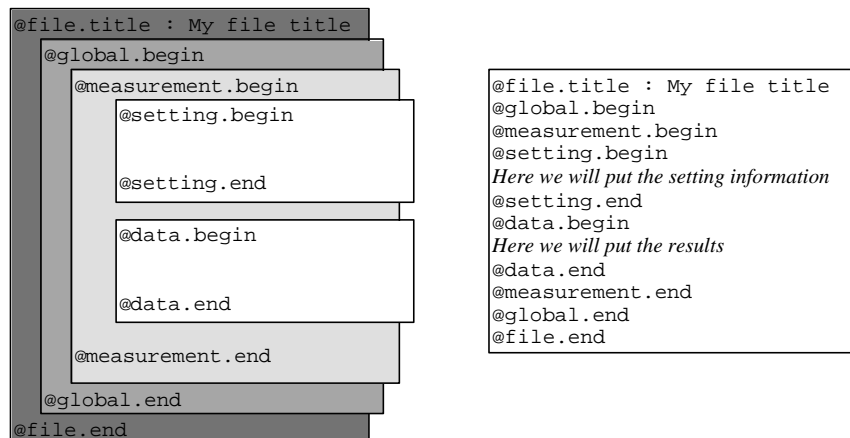 @file.title : My file title
@global.begin
@measurement.begin
@setting.begin
@setting.end
@data.begin
@data.end
@measurement.end
@global.end
@file.end
@file.title : My file title
@global.begin
@measurement.begin
@setting.begin
Here we will put the setting information
@setting.end
@data.begin
Here we will put the results
@data.end
@measurement.end
@global.end
@file.end